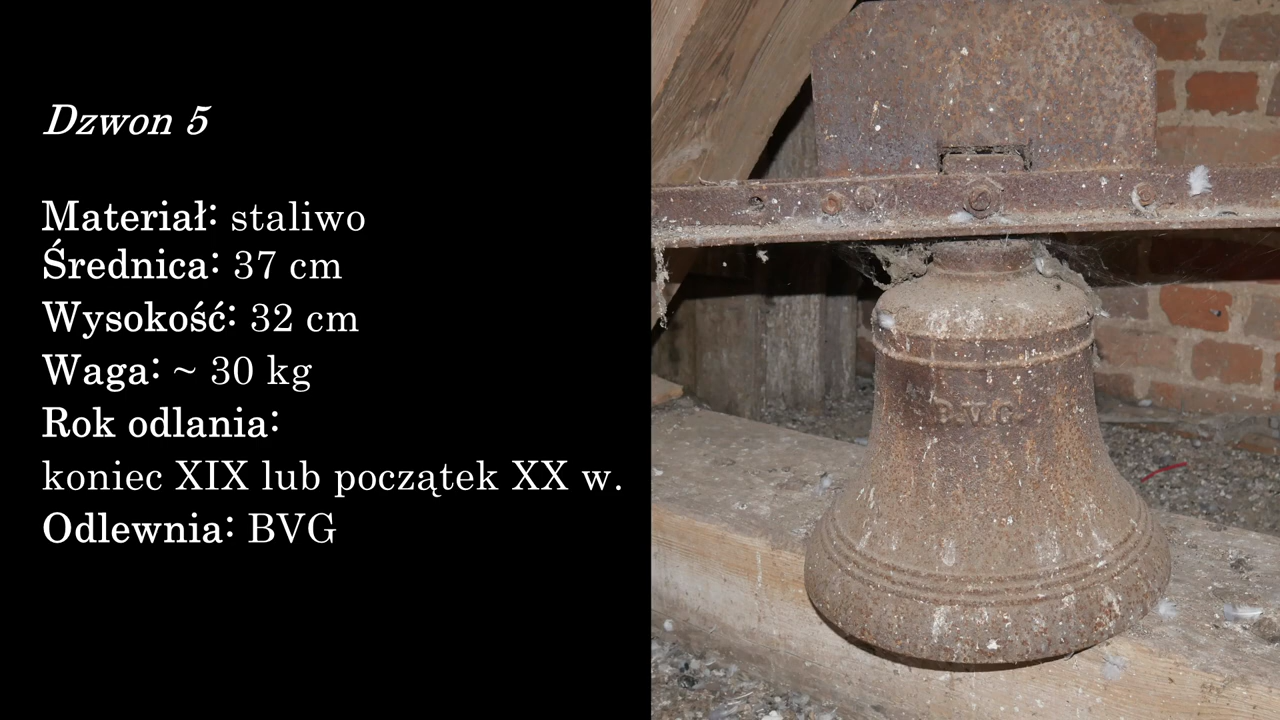 Dzwon 5
Materiał: staliwo
Średnica: 37 cm
Wysokość: 32 cm
Waga: ~ 30 kg
Rok odlania:
koniec XIX lub początek XX w.
Odlewnia: BVG
B.V.G.